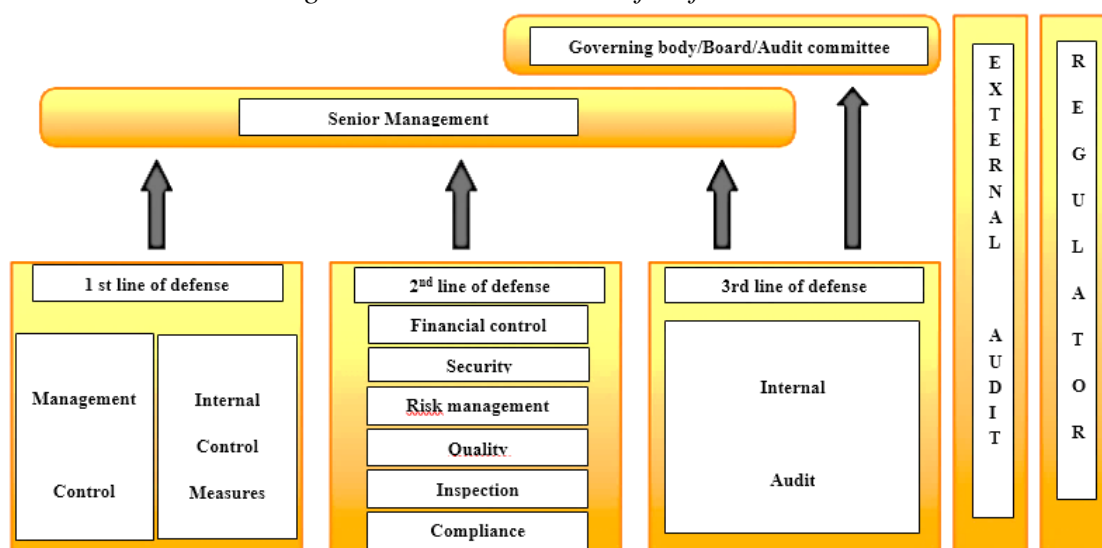 Governing body/Board/Audit committee
Senior Management
1 st line of defense
Management
Control
Internal
Control
Measures
2nd line of defense
Financial control
Security
Risk management
Quality
Inspection
Compliance
3rd line of defense
Internal
Audit
EXTERNAL
AUDIT
REGULATOR